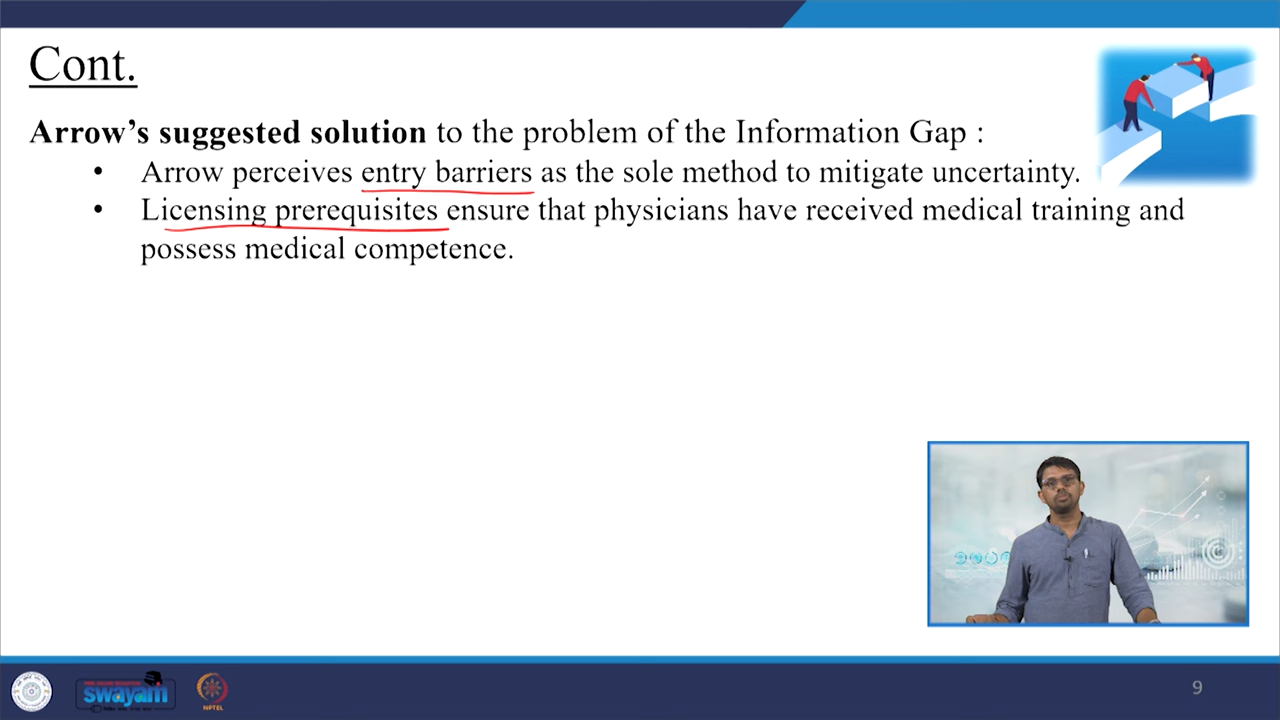 Cont.
Arrow’s suggested solution to the problem of the Information Gap :
• Arrow perceives entry barriers as the sole method to mitigate uncertainty.
• Licensing prerequisites ensure that physicians have received medical training and
possess medical competence.
swayam
NPTEL
9